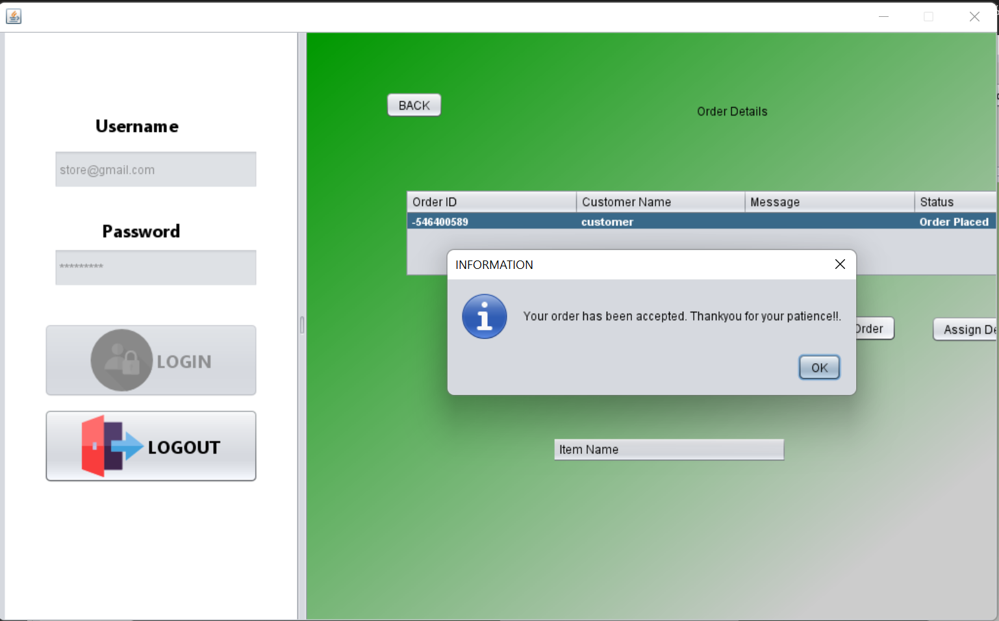 Username
store@gmail.com
Password
*********
LOGIN
LOGOUT
BACK
Order Details
Order ID Customer Name Message Status
-546400589 customer Order Placed
INFORMATION
Your order has been accepted. Thankyou for your patience!!.
OK
Order
Assign
Item Name